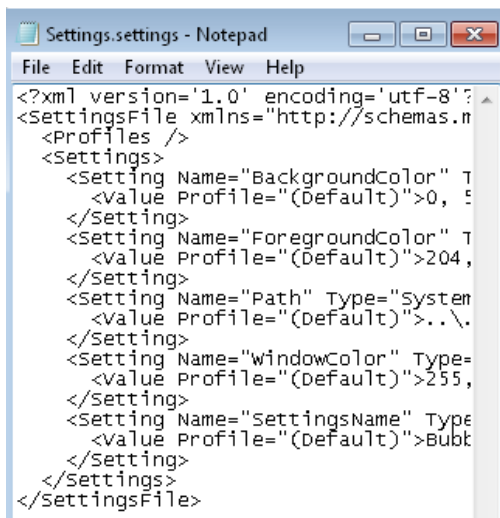 Settings.settings - Notepad
File Edit Format View Help
<?xml version='1.0' encoding='utf-8'?
<SettingsFile xmlns="http://schemas.m
<Profiles />
<Settings>
<Setting Name="BackgroundColor" T
<Value Profile="(Default)">0, 5
</Setting>
<Setting Name="ForegroundColor" T
<Value Profile="(Default)">204,
</Setting>
<Setting Name="Path" Type="System
<Value Profile="(Default)">..\.
</Setting>
<Setting Name="WindowColor" Type=
<Value Profile="(Default)">255,
</Setting>
<Setting Name="SettingsName" Type
<Value Profile="(Default)">Bubb
</Setting>
</Settings>
</SettingsFile>